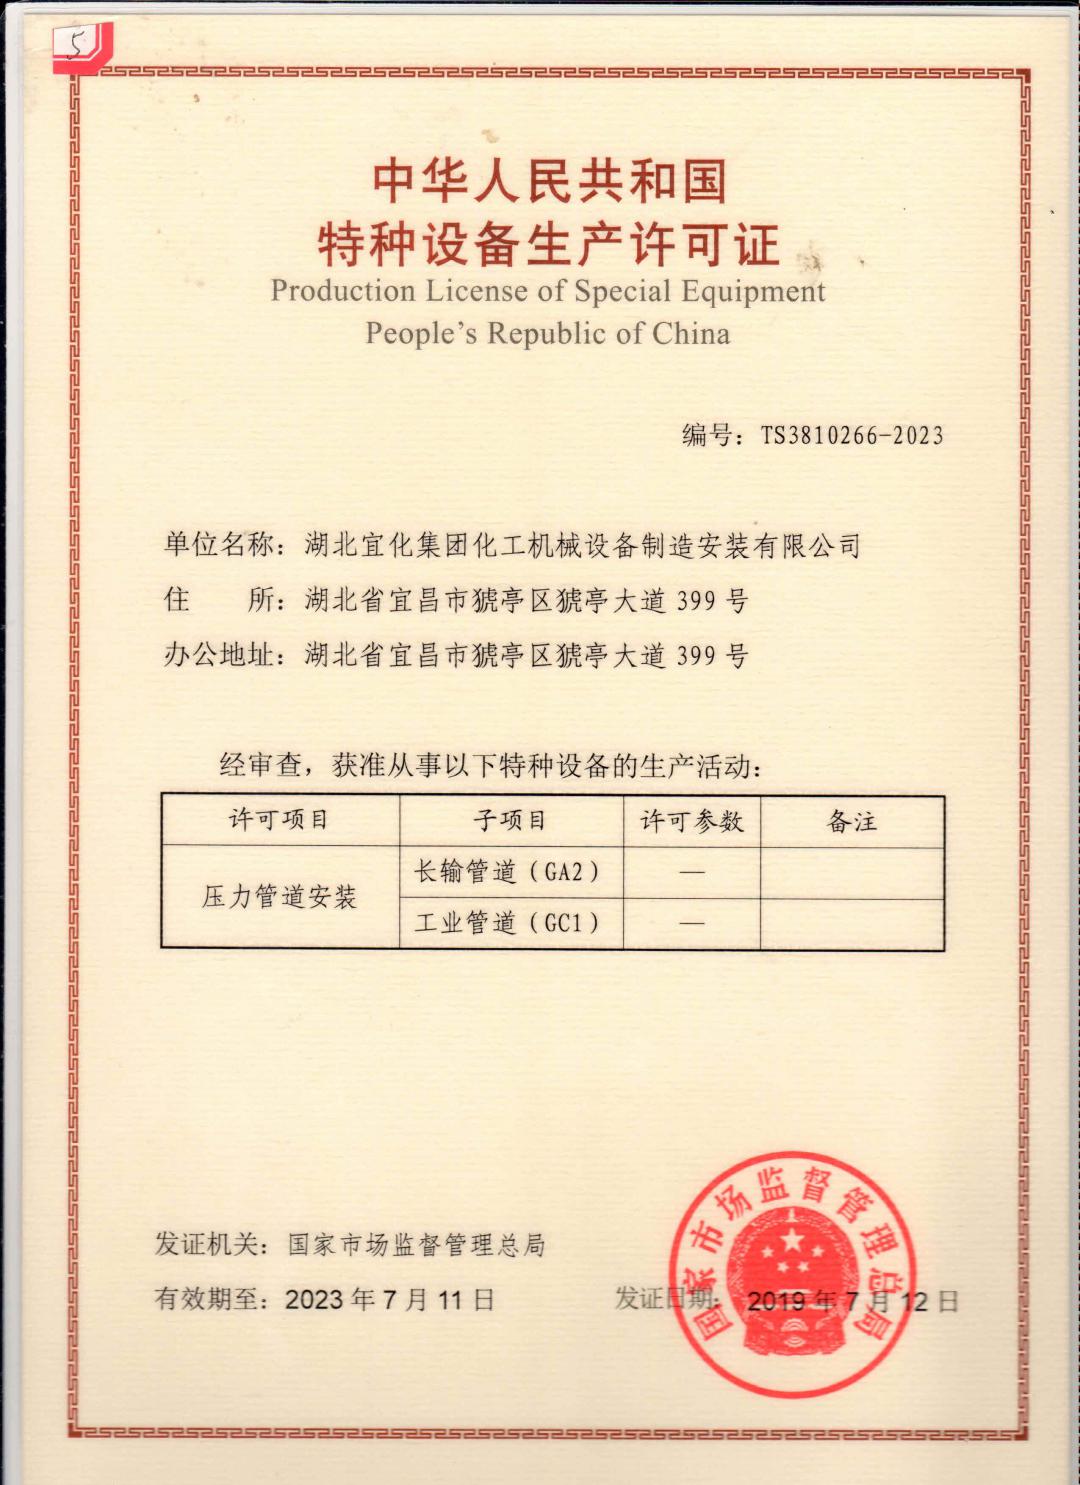 5
中华人民共和国
特种设备生产许可证
Production License of Special Equipment
People's Republic of China
编号：TS3810266-2023
单位名称：湖北宜化集团化工机械设备制造安装有限公司
住　　所：湖北省宜昌市猇亭区猇亭大道 399 号
办公地址：湖北省宜昌市猇亭区猇亭大道 399 号
经审查，获准从事以下特种设备的生产活动：
许可项目 子项目 许可参数 备注
压力管道安装 长输管道（GA2） —
工业管道（GC1） —
国家市场监督管理总局
发证机关：国家市场监督管理总局
有效期至：2023 年 7 月 11 日 发证日期：2019 年 7 月 12 日